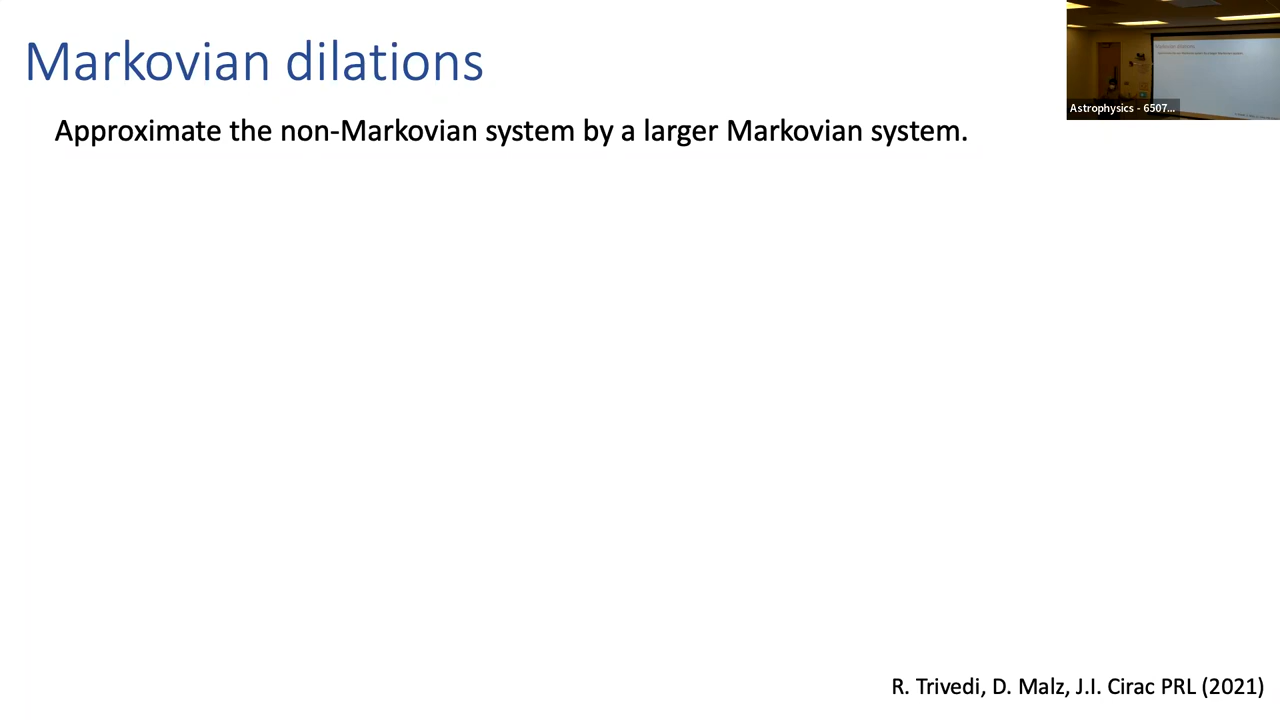 Markovian dilations
Approximate the non-Markovian system by a larger Markovian system.
Astrophysics - 6507...
R. Trivedi, D. Malz, J.I. Cirac PRL (2021)